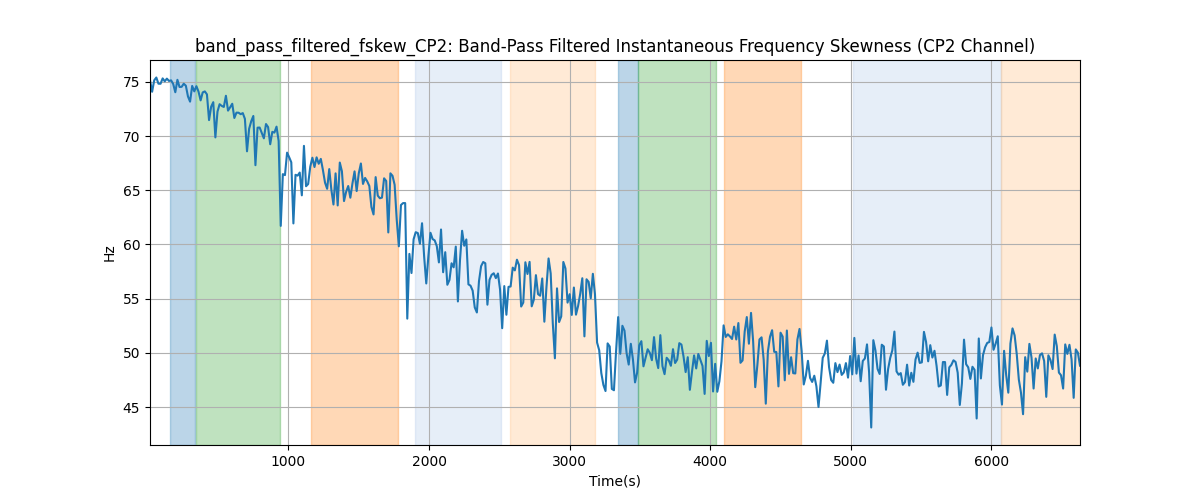 band_pass_filtered_fskew_CP2: Band-Pass Filtered Instantaneous Frequency Skewness (CP2 Channel)
75
70
65
60
55
50
45
Hz
1000 2000 3000 4000 5000 6000
Time(s)